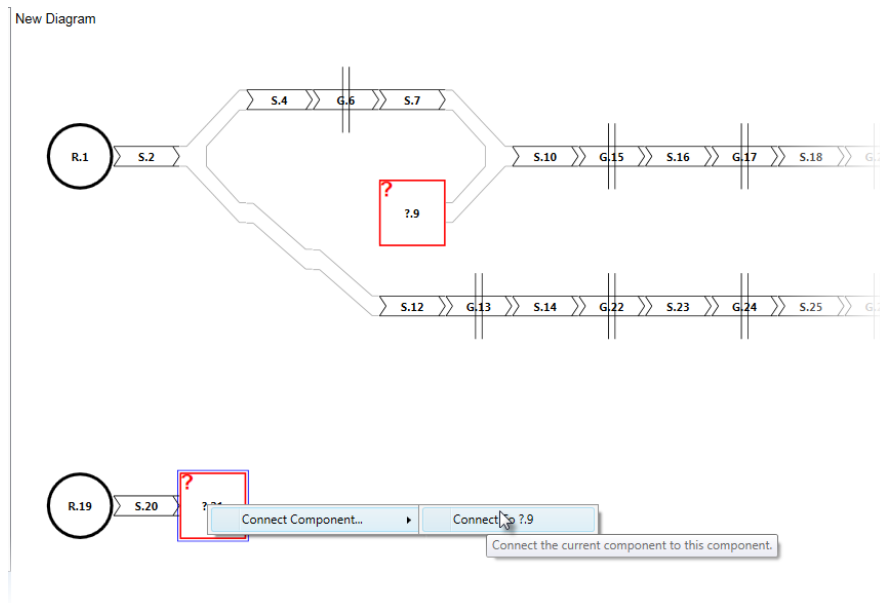 New Diagram
S.4 G.6 S.7
R.1 S.2 S.10 G.15 S.16 G.17 S.18
?
?.9
S.12 G.13 S.14 G.22 S.23 G.24 S.25
?
R.19 S.20
Connect Component... Connect To ?.9
Connect the current component to this component.